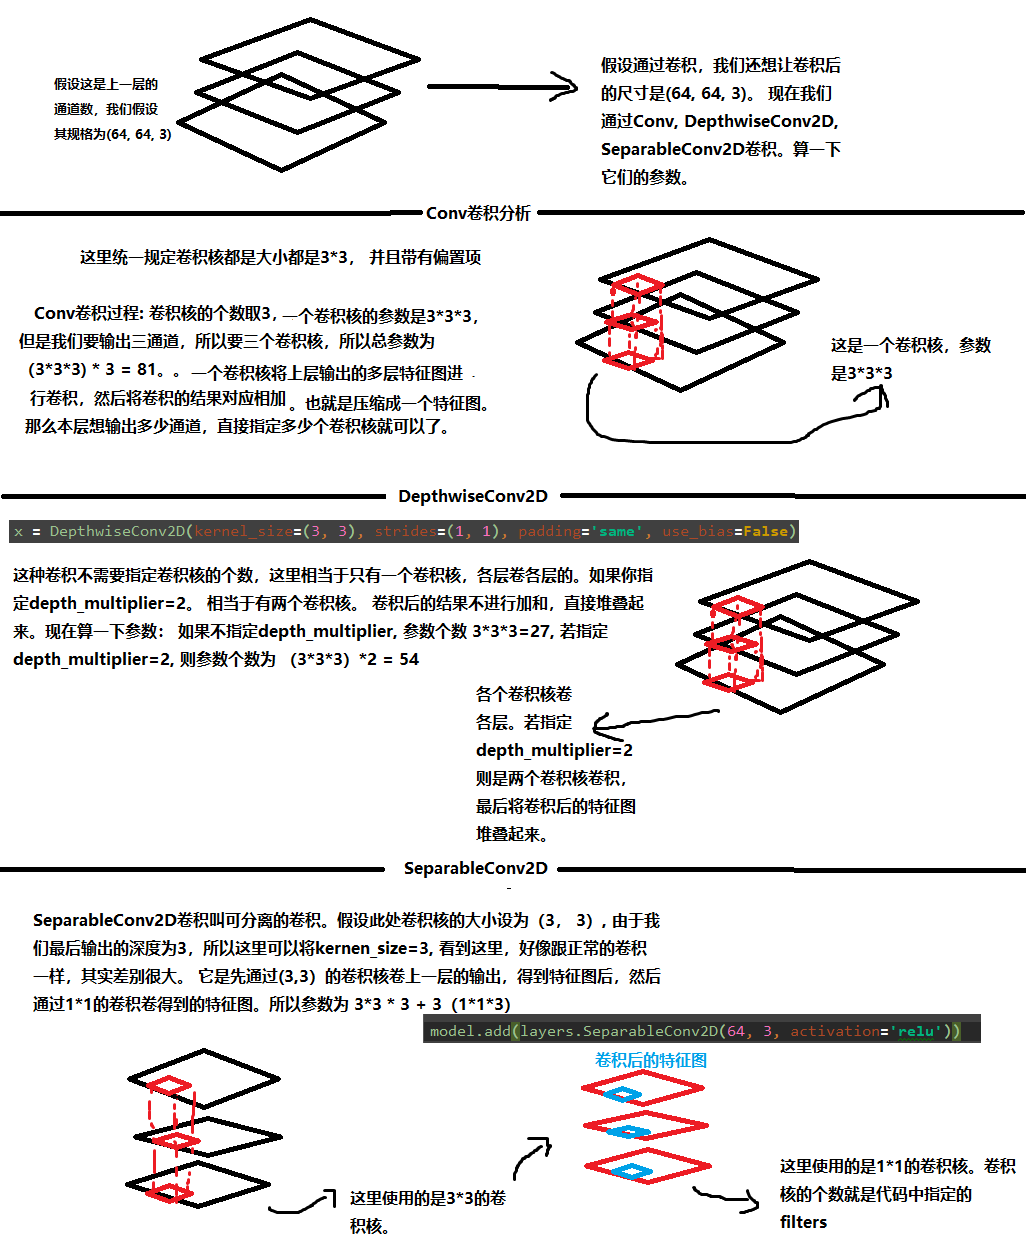 假设这是上一层的
通道数，我们假设
其规格为(64, 64, 3)
假设通过卷积，我们还想让卷积后
的尺寸是(64, 64, 3)。 现在我们
通过Conv, DepthwiseConv2D,
SeparableConv2D卷积。算一下
它们的参数。
Conv卷积分析
这里统一规定卷积核都是大小都是3*3， 并且带有偏置项
Conv卷积过程: 卷积核的个数取3, 一个卷积核的参数是3*3*3,
但是我们要输出三通道，所以要三个卷积核，所以总参数为
(3*3*3) * 3 = 81。。一个卷积核将上层输出的多层特征图进
行卷积，然后将卷积的结果对应相加。也就是压缩成一个特征图。
那么本层想输出多少通道，直接指定多少个卷积核就可以了。
这是一个卷积核，参数
是3*3*3
DepthwiseConv2D
x = DepthwiseConv2D(kernel_size=(3, 3), strides=(1, 1), padding='same', use_bias=False)
这种卷积不需要指定卷积核的个数，这里相当于只有一个卷积核，各层卷各层的。如果你指
定depth_multiplier=2。 相当于有两个卷积核。 卷积后的结果不进行加和，直接堆叠起
来。现在算一下参数： 如果不指定depth_multiplier, 参数个数 3*3*3=27, 若指定
depth_multiplier=2, 则参数个数为 （3*3*3）*2 = 54
各个卷积核卷
各层。若指定
depth_multiplier=2
则是两个卷积核卷积，
最后将卷积后的特征图
堆叠起来。
SeparableConv2D
SeparableConv2D卷积叫可分离的卷积。假设此处卷积核的大小设为（3， 3）, 由于我
们最后输出的深度为3，所以这里可以将kernen_size=3, 看到这里，好像跟正常的卷积
一样，其实差别很大。 它是先通过(3,3）的卷积核卷上一层的输出，得到特征图后，然后
通过1*1的卷积卷得到的特征图。所以参数为 3*3 * 3 + 3（1*1*3）
model.add(layers.SeparableConv2D(64, 3, activation='relu'))
卷积后的特征图
这里使用的是3*3的卷
积核。
这里使用的是1*1的卷积核。卷积
核的个数就是代码中指定的
filters